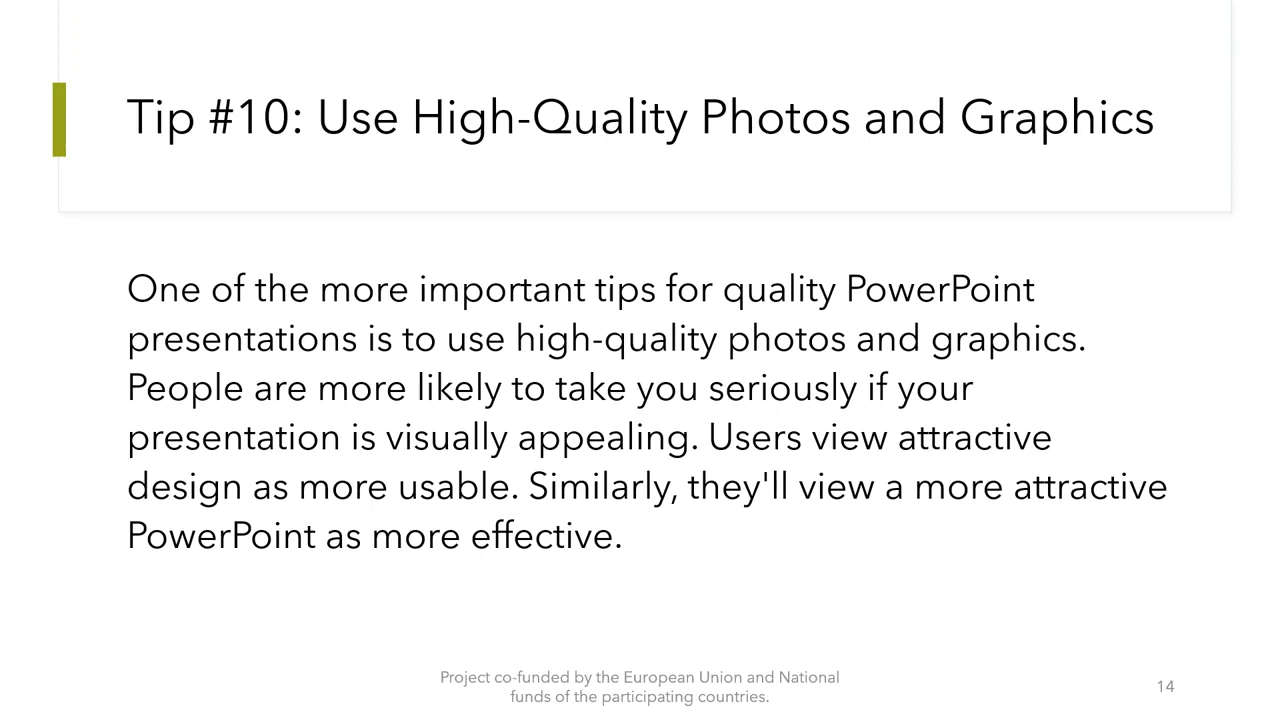 Tip #10: Use High-Quality Photos and Graphics
One of the more important tips for quality PowerPoint
presentations is to use high-quality photos and graphics.
People are more likely to take you seriously if your
presentation is visually appealing. Users view attractive
design as more usable. Similarly, they'll view a more attractive
PowerPoint as more effective.
Project co-funded by the European Union and National
funds of the participating countries.
14